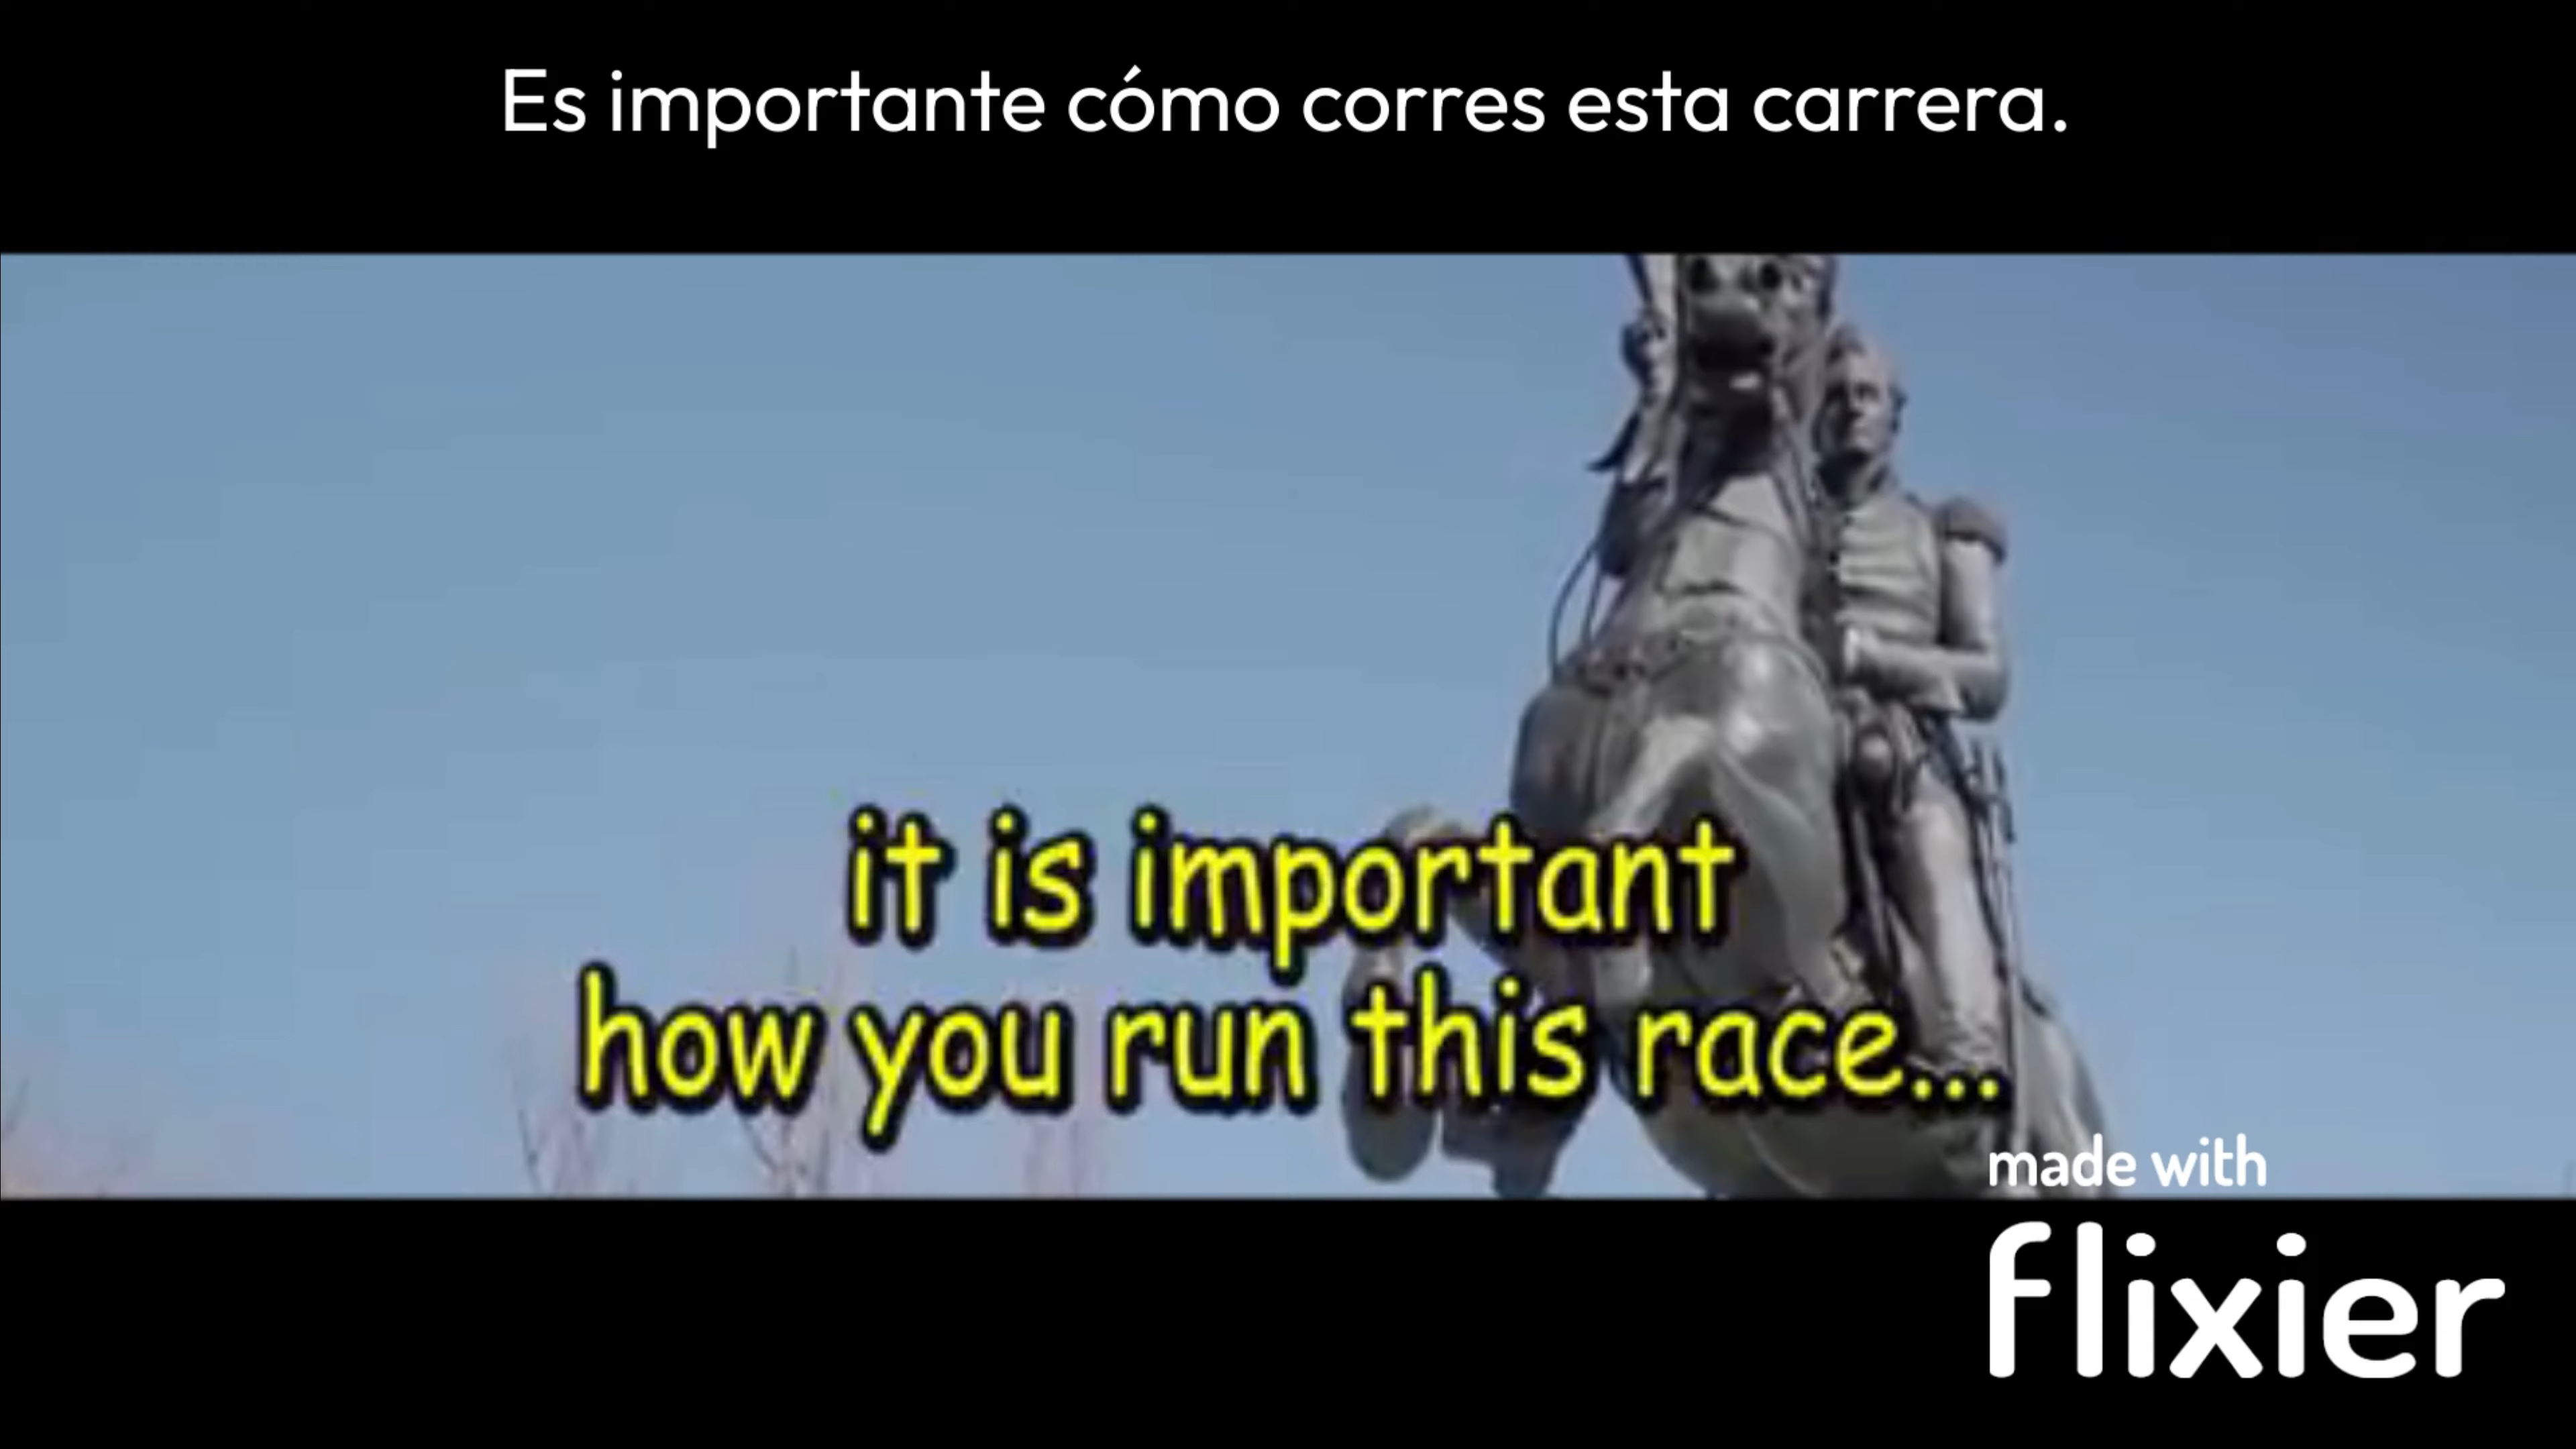 Es importante cómo corres esta carrera.
it is important
how you run this race...
made with
flixier